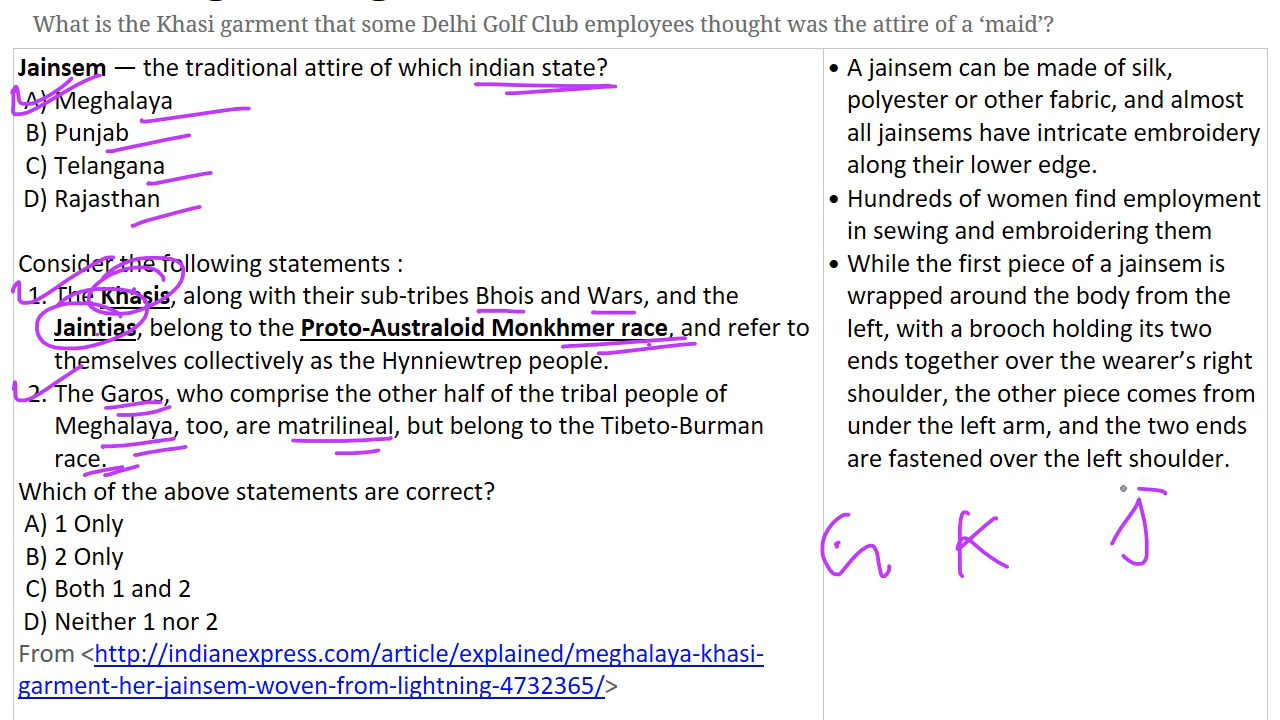 What is the Khasi garment that some Delhi Golf Club employees thought was the attire of a ‘maid’?
Jainsem — the traditional attire of which indian state?
A) Meghalaya
B) Punjab
C) Telangana
D) Rajasthan
Consider the following statements :
1. The Khasis, along with their sub-tribes Bhois and Wars, and the
Jaintias, belong to the Proto-Australoid Monkhmer race, and refer to
themselves collectively as the Hynniewtrep people.
2. The Garos, who comprise the other half of the tribal people of
Meghalaya, too, are matrilineal, but belong to the Tibeto-Burman
race.
Which of the above statements are correct?
A) 1 Only
B) 2 Only
C) Both 1 and 2
D) Neither 1 nor 2
From <http://indianexpress.com/article/explained/meghalaya-khasi-
garment-her-jainsem-woven-from-lightning-4732365/>
• A jainsem can be made of silk,
polyester or other fabric, and almost
all jainsems have intricate embroidery
along their lower edge.
• Hundreds of women find employment
in sewing and embroidering them
• While the first piece of a jainsem is
wrapped around the body from the
left, with a brooch holding its two
ends together over the wearer’s right
shoulder, the other piece comes from
under the left arm, and the two ends
are fastened over the left shoulder.
G K J